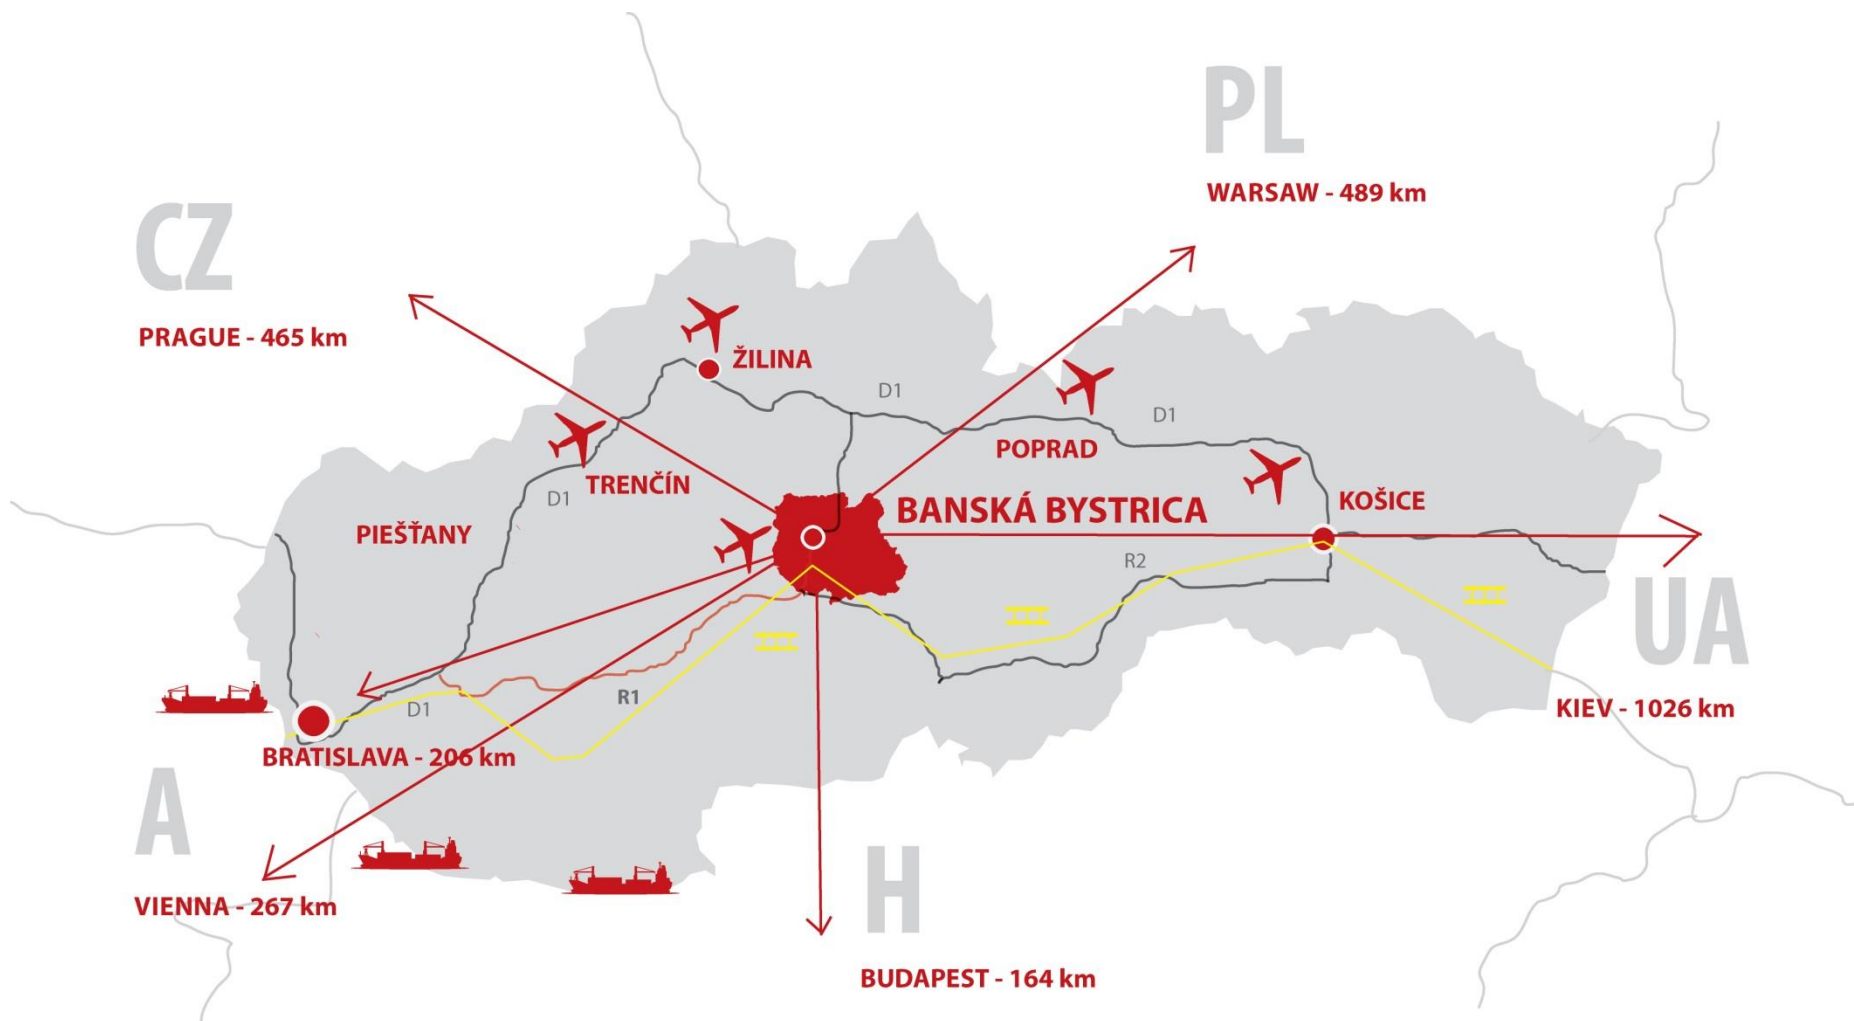 PL
WARSAW - 489 km
CZ
PRAGUE - 465 km
ŽILINA
D1
D1
POPRAD
TRENČÍN
D1
KOŠICE
BANSKÁ BYSTRICA
PIEŠŤANY
R2
UA
R1
D1
KIEV - 1026 km
BRATISLAVA - 206 km
A
H
VIENNA - 267 km
BUDAPEST - 164 km